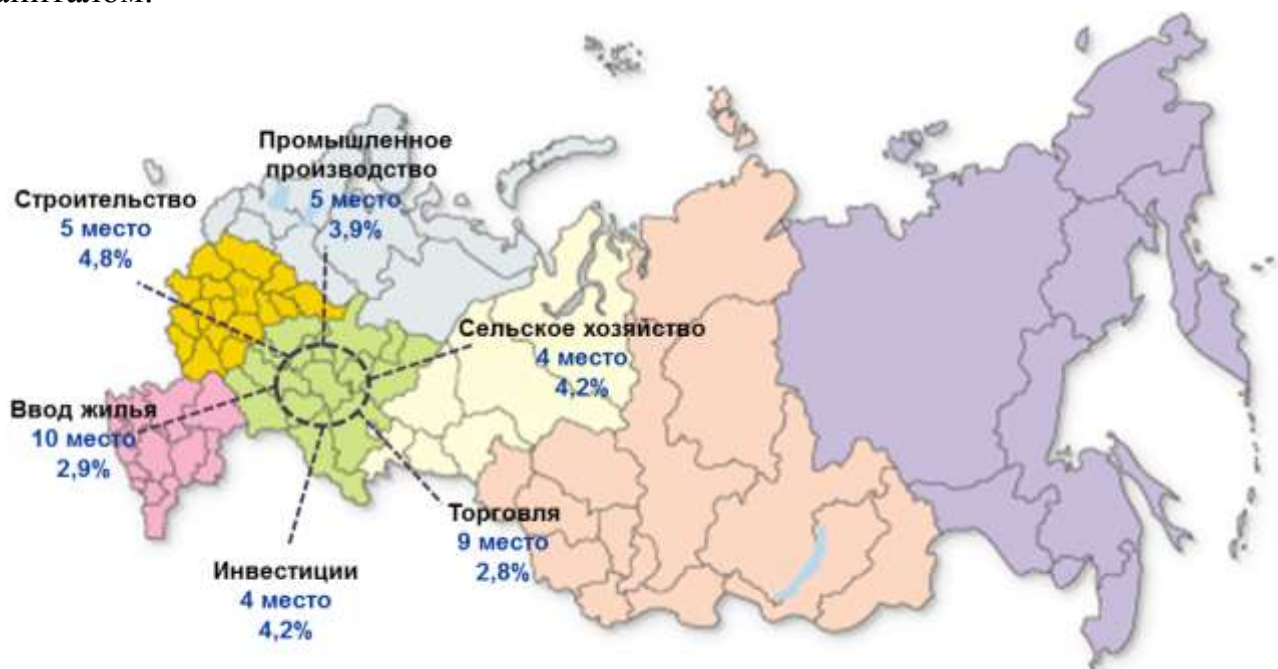 Промышленное
производство
5 место
3,9%
Строительство
5 место
4,8%
Сельское хозяйство
4 место
4,2%
Ввод жилья
10 место
2,9%
Торговля
9 место
2,8%
Инвестиции
4 место
4,2%